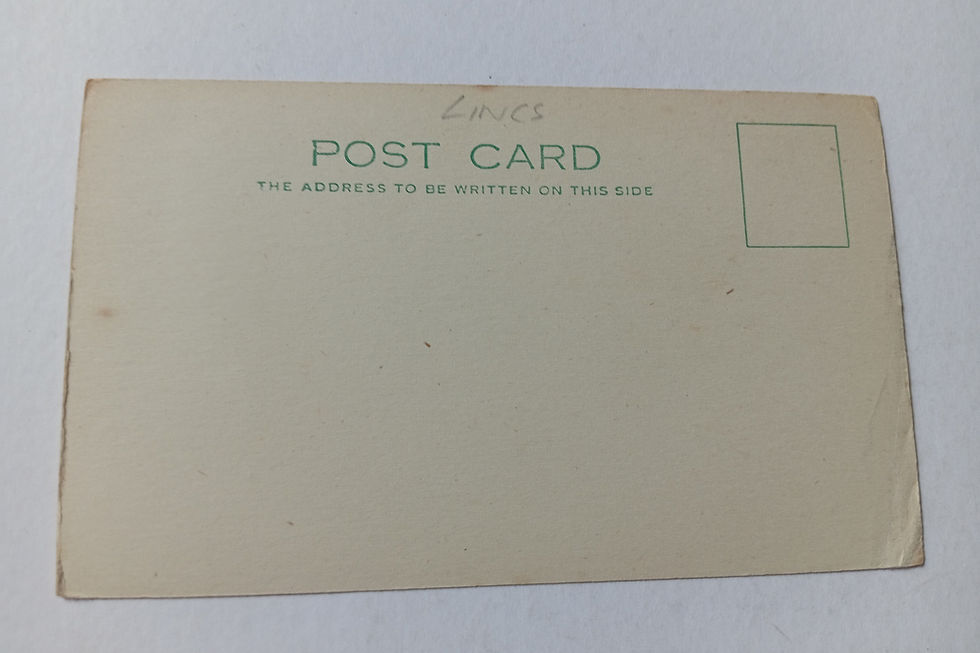 LINCS
POST CARD
THE ADDRESS TO BE WRITTEN ON THIS SIDE